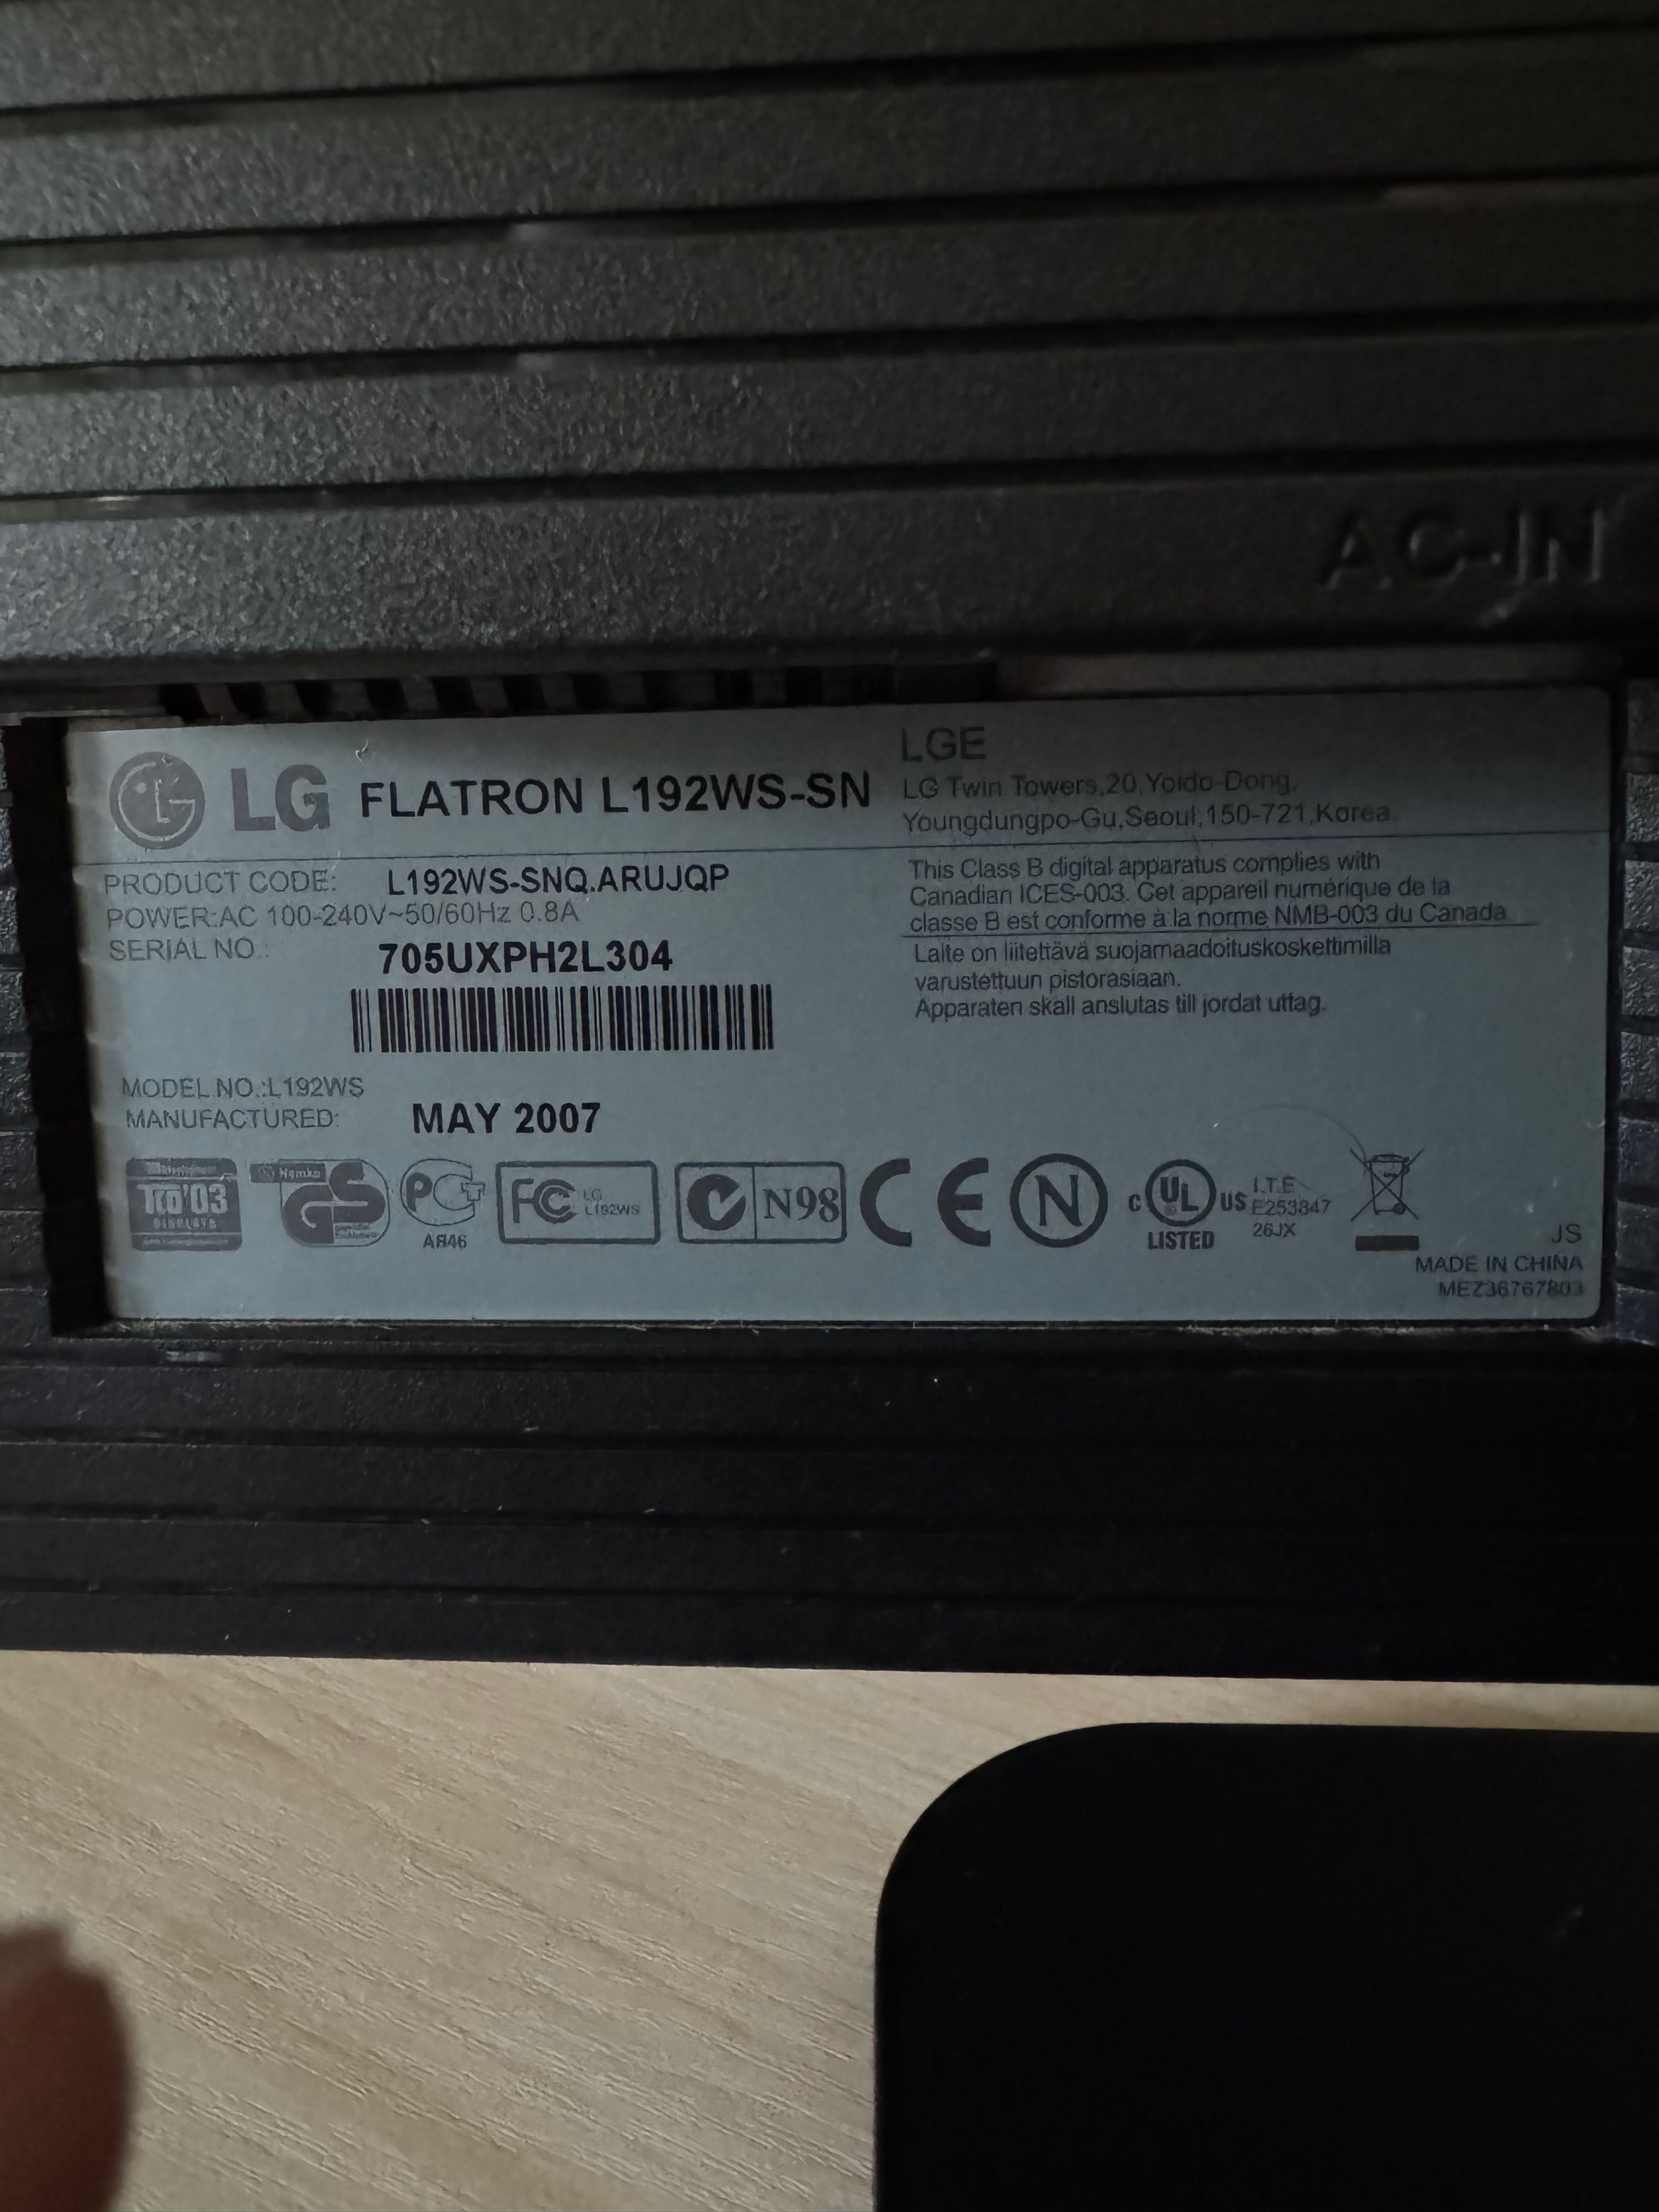 AC-IN
LG FLATRON L192WS-SN
LGE
LG Twin Towers,20,Yoido-Dong,
Youngdungpo-Gu,Seoul,150-721,Korea
PRODUCT CODE: L192WS-SNQ.ARUJQP
POWER:AC 100-240V~50/60Hz 0.8A
SERIAL NO.: 705UXPH2L304
This Class B digital apparatus complies with
Canadian ICES-003. Cet appareil numérique de la
classe B est conforme à la norme NMB-003 du Canada
Laite on liitettävä suojamaadoituskoskettimilla
varustettuun pistorasiaan.
Apparaten skall anslutas till jordat uttag.
MODEL NO.:L192WS
MANUFACTURED: MAY 2007
TCO'03
DISPLAYS
N Nemko
GS
PCT
AB46
FC
LG
L192WS
N98
CE
N
C UL US
LISTED
I.T.E
E253847
26JX
JS
MADE IN CHINA
MEZ36767803